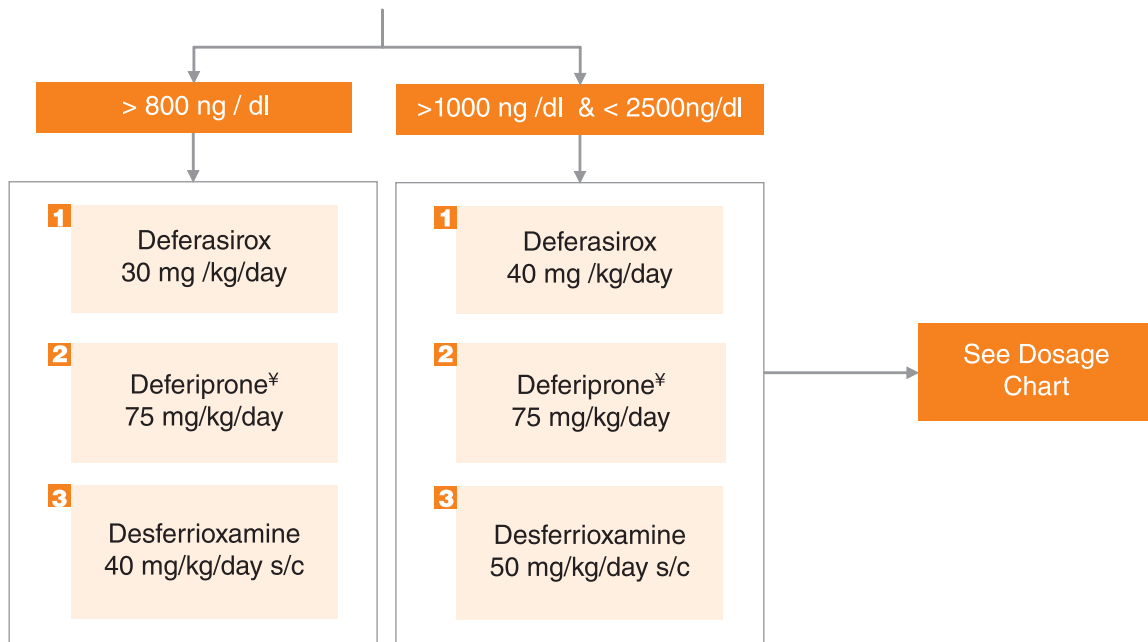 > 800 ng / dl
>1000 ng /dl & < 2500ng/dl
1
Deferasirox
30 mg /kg/day
2
Deferiprone¥
75 mg/kg/day
3
Desferrioxamine
40 mg/kg/day s/c
1
Deferasirox
40 mg /kg/day
2
Deferiprone¥
75 mg/kg/day
3
Desferrioxamine
50 mg/kg/day s/c
See Dosage
Chart